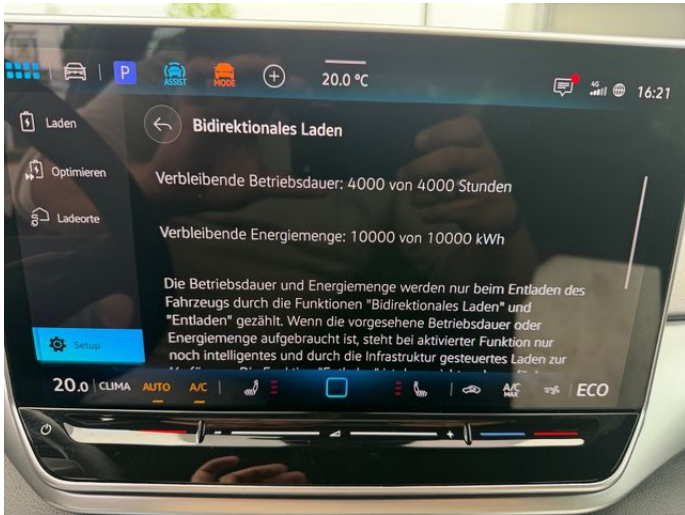 P
ASSIST
MODE
20.0 °C
4G
16:21
Laden
Optimieren
Ladeorte
Setup
Bidirektionales Laden
Verbleibende Betriebsdauer: 4000 von 4000 Stunden
Verbleibende Energiemenge: 10000 von 10000 kWh
Die Betriebsdauer und Energiemenge werden nur beim Entladen des
Fahrzeugs durch die Funktionen "Bidirektionales Laden" und
"Entladen" gezählt. Wenn die vorgesehene Betriebsdauer oder
Energiemenge aufgebraucht ist, steht bei aktivierter Funktion nur
noch intelligentes und durch die Infrastruktur gesteuertes Laden zur
20.0 CLIMA AUTO A/C A/C MAX ECO